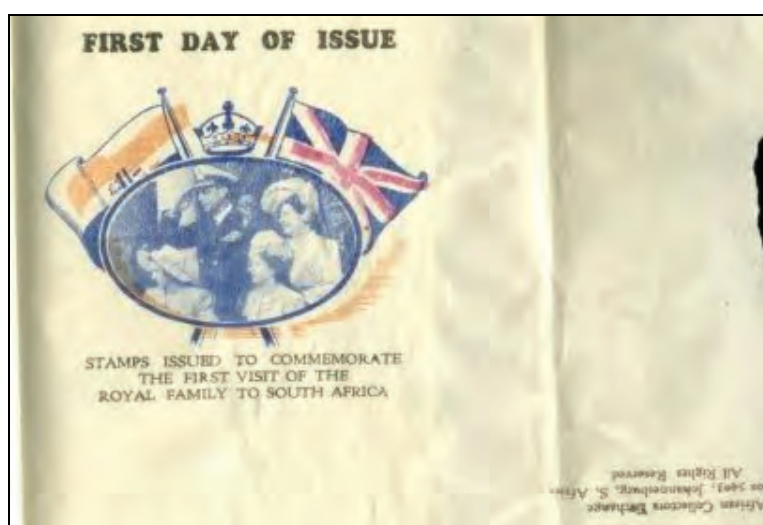 FIRST DAY OF ISSUE
STAMPS ISSUED TO COMMEMORATE
THE FIRST VISIT OF THE
ROYAL FAMILY TO SOUTH AFRICA
African Collectors Exchange
Johannesburg, S.
All Rights Reserved